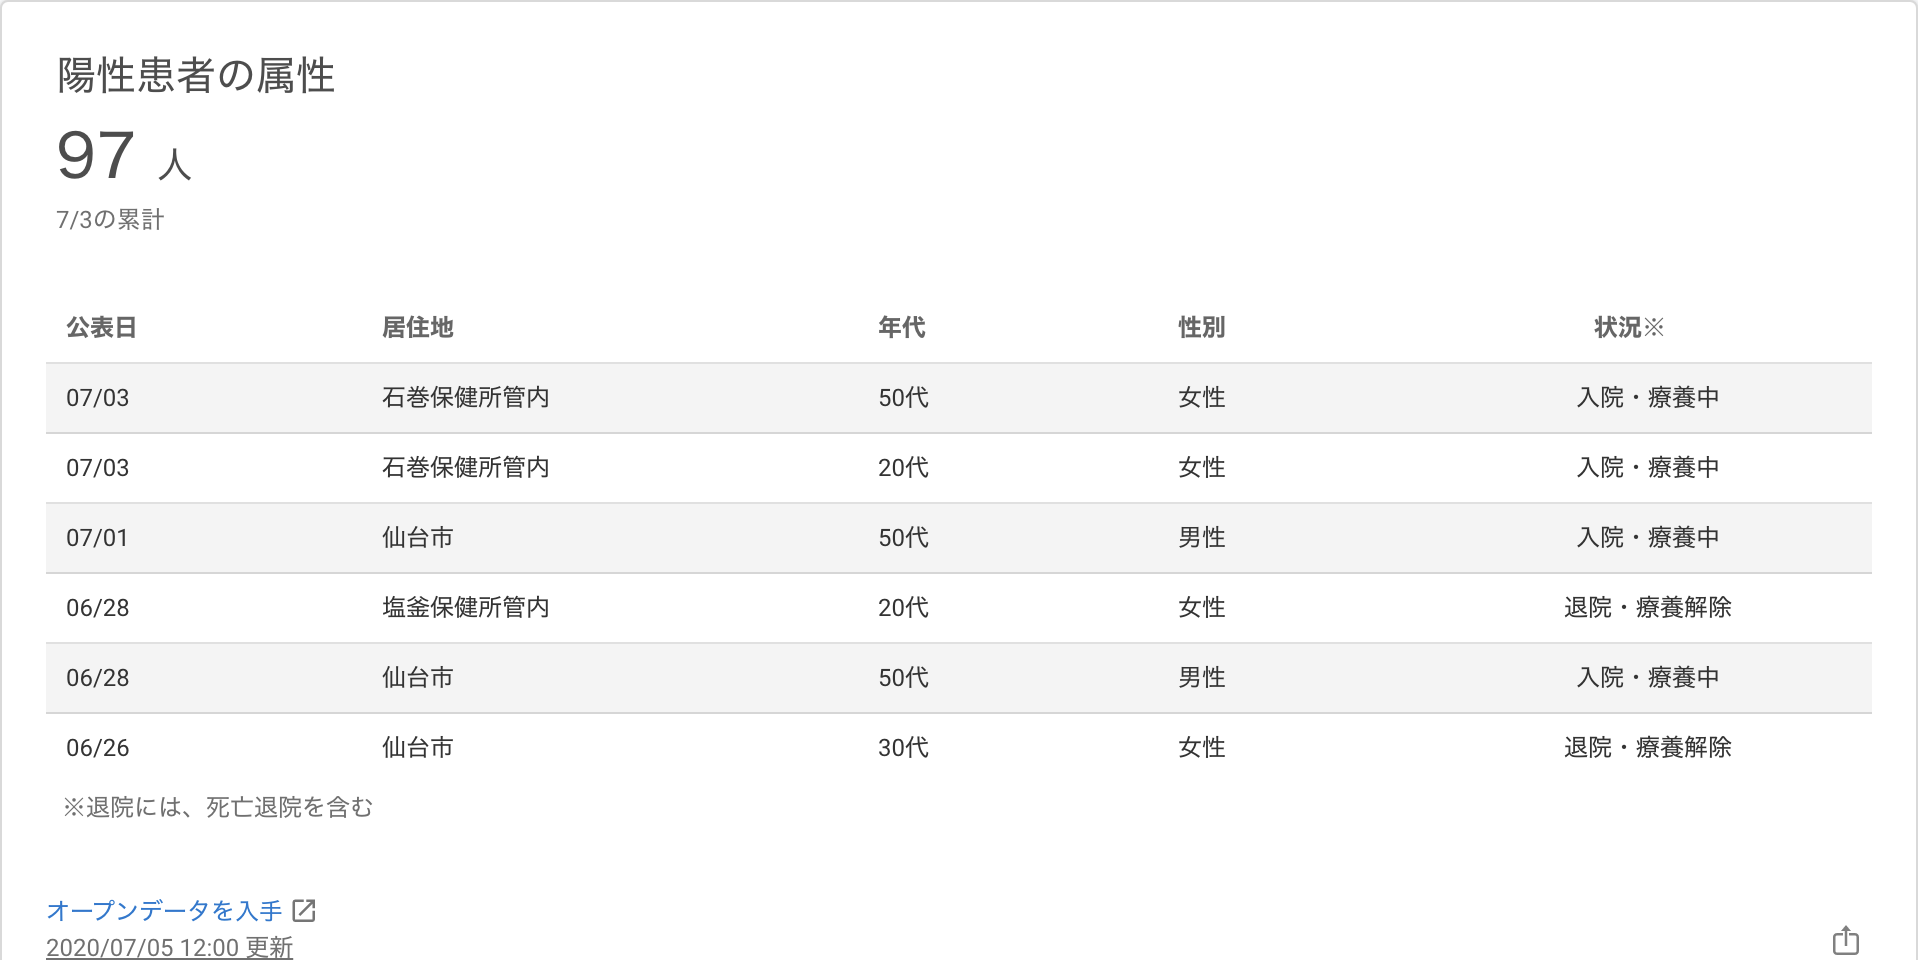 陽性患者の属性
97 人
7/3の累計
公表日 居住地 年代 性別 状況※
07/03 石巻保健所管内 50代 女性 入院・療養中
07/03 石巻保健所管内 20代 女性 入院・療養中
07/01 仙台市 50代 男性 入院・療養中
06/28 塩釜保健所管内 20代 女性 退院・療養解除
06/28 仙台市 50代 男性 入院・療養中
06/26 仙台市 30代 女性 退院・療養解除
※退院には、死亡退院を含む
オープンデータを入手
2020/07/05 12:00 更新